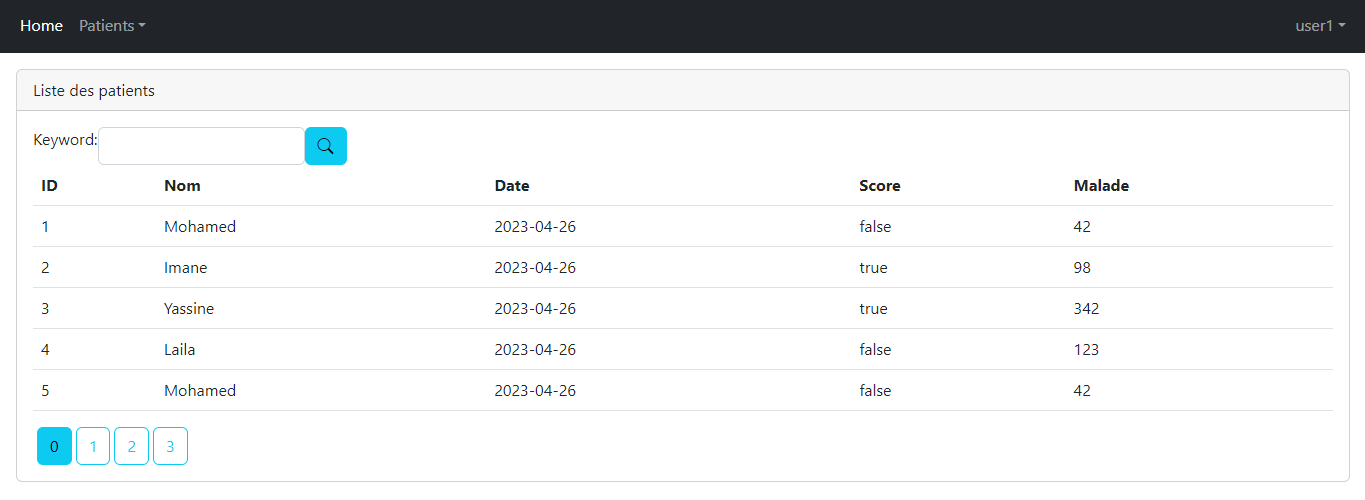 Home Patients user1
Liste des patients
Keyword:
ID Nom Date Score Malade
1 Mohamed 2023-04-26 false 42
2 Imane 2023-04-26 true 98
3 Yassine 2023-04-26 true 342
4 Laila 2023-04-26 false 123
5 Mohamed 2023-04-26 false 42
0 1 2 3